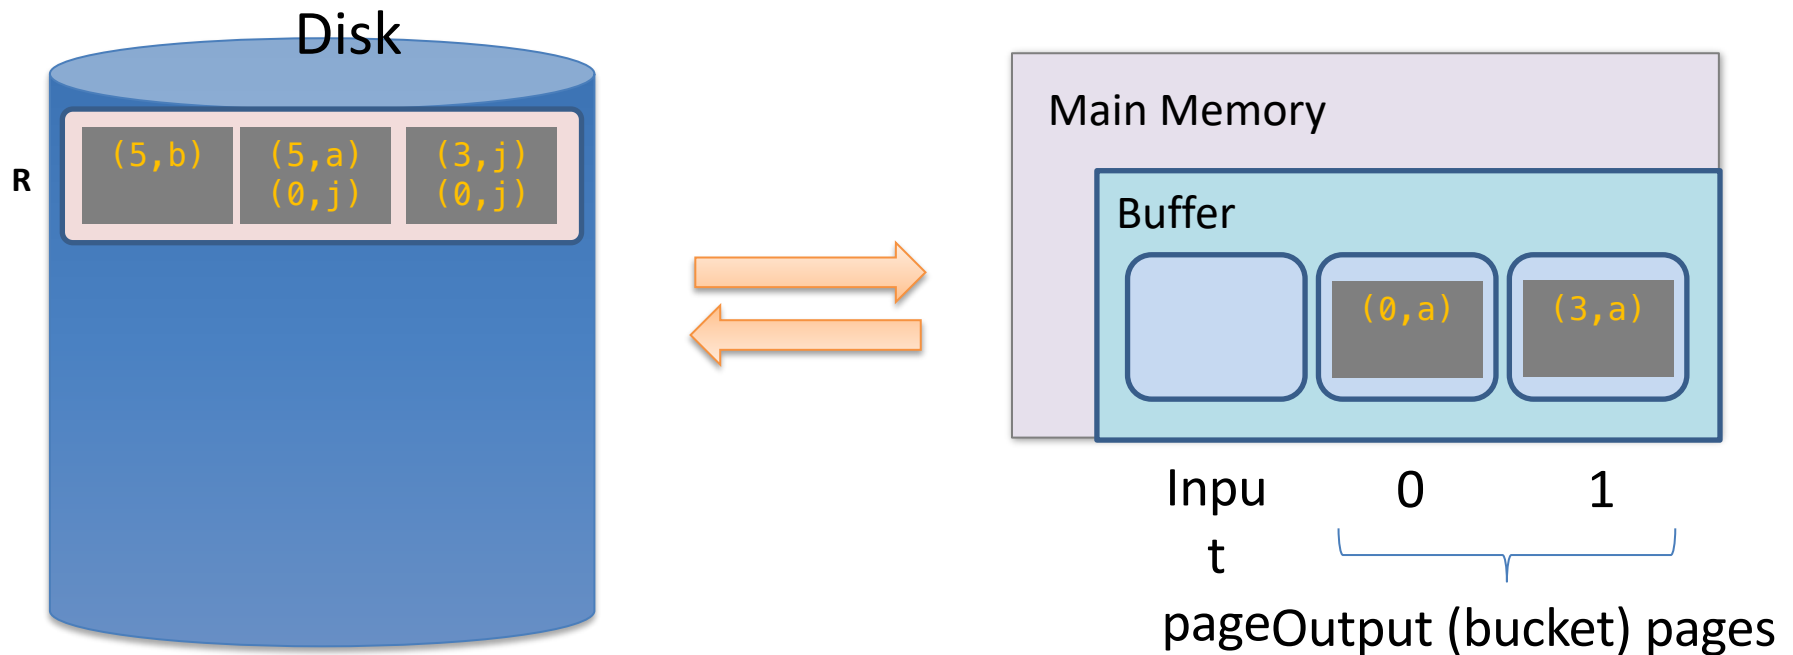 Disk
R
(5,b)
(5,a)
(0,j)
(3,j)
(0,j)
Main Memory
Buffer
(0,a)
(3,a)
Inpu
t
page
0
1
Output (bucket) pages